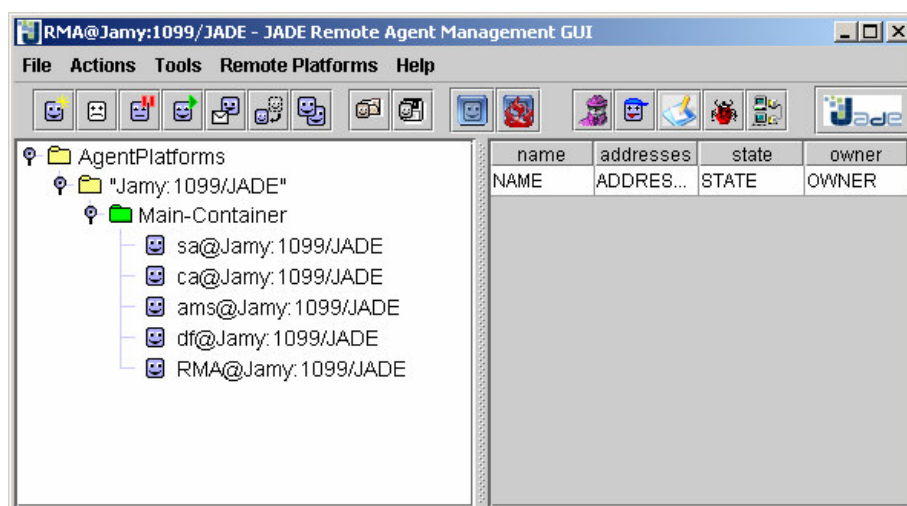 RMA@Jamy:1099/JADE - JADE Remote Agent Management GUI
File Actions Tools Remote Platforms Help
Jade
AgentPlatforms
"Jamy:1099/JADE"
Main-Container
sa@Jamy:1099/JADE
ca@Jamy:1099/JADE
ams@Jamy:1099/JADE
df@Jamy:1099/JADE
RMA@Jamy:1099/JADE
name addresses state owner
NAME ADDRES... STATE OWNER